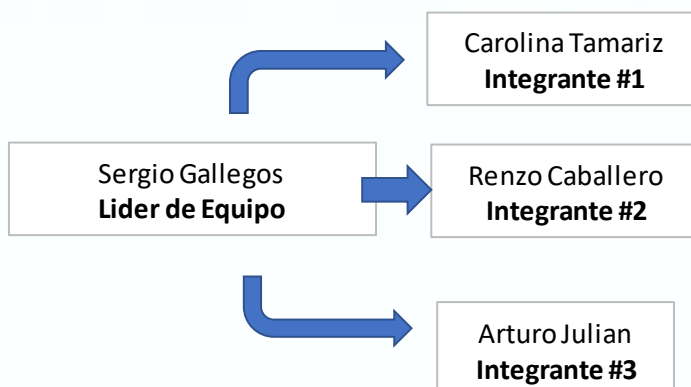 Carolina Tamariz
Integrante #1
Sergio Gallegos
Lider de Equipo
Renzo Caballero
Integrante #2
Arturo Julian
Integrante #3